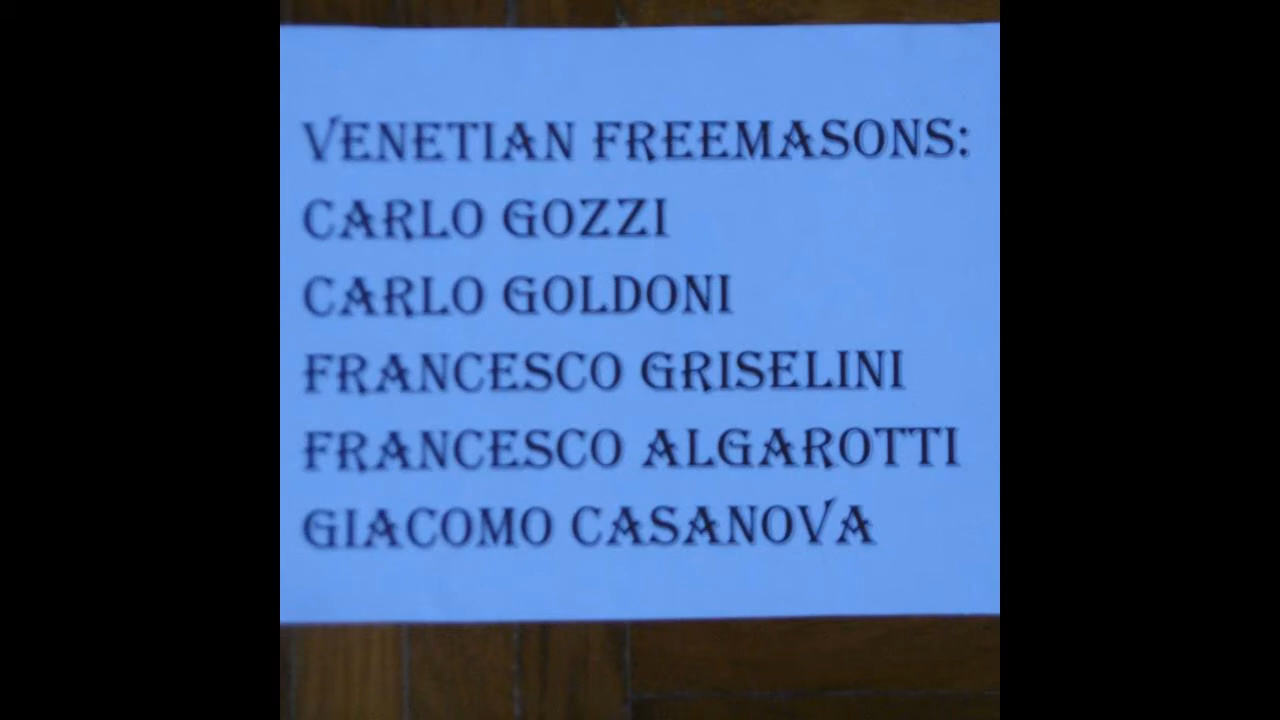 VENETIAN FREEMASONS:
CARLO GOZZI
CARLO GOLDONI
FRANCESCO GRISELINI
FRANCESCO ALGAROTTI
GIACOMO CASANOVA